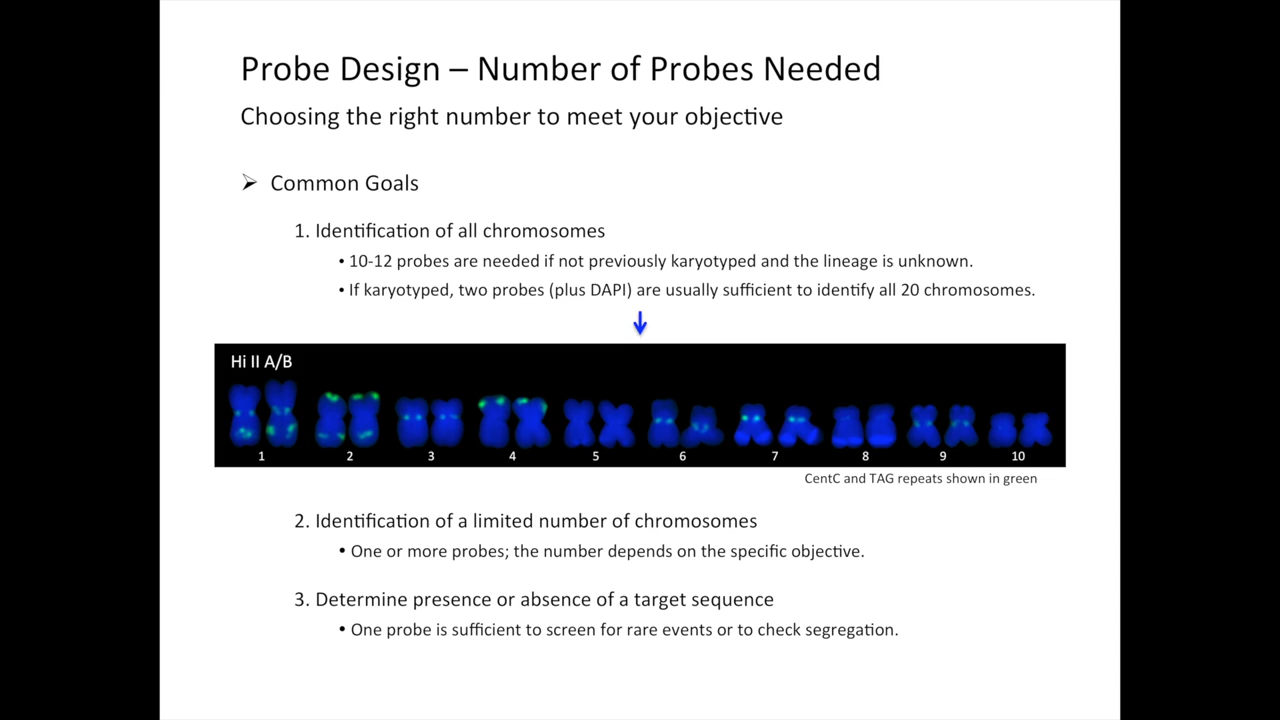 Probe Design – Number of Probes Needed
Choosing the right number to meet your objective
➢ Common Goals
1. Identification of all chromosomes
• 10-12 probes are needed if not previously karyotyped and the lineage is unknown.
• If karyotyped, two probes (plus DAPI) are usually sufficient to identify all 20 chromosomes.
Hi II A/B
1 2 3 4 5 6 7 8 9 10
CentC and TAG repeats shown in green
2. Identification of a limited number of chromosomes
• One or more probes; the number depends on the specific objective.
3. Determine presence or absence of a target sequence
• One probe is sufficient to screen for rare events or to check segregation.